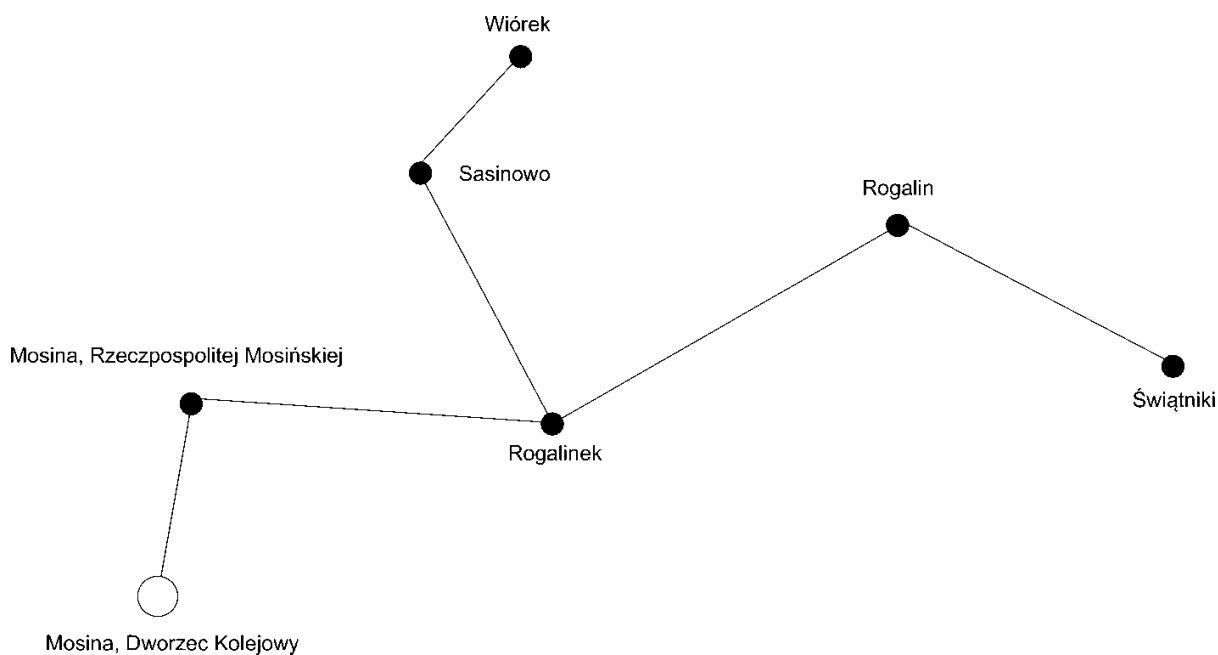 Wiórek
Sasinowo
Rogalin
Mosina, Rzeczpospolitej Mosińskiej
Świątniki
Rogalinek
Mosina, Dworzec Kolejowy